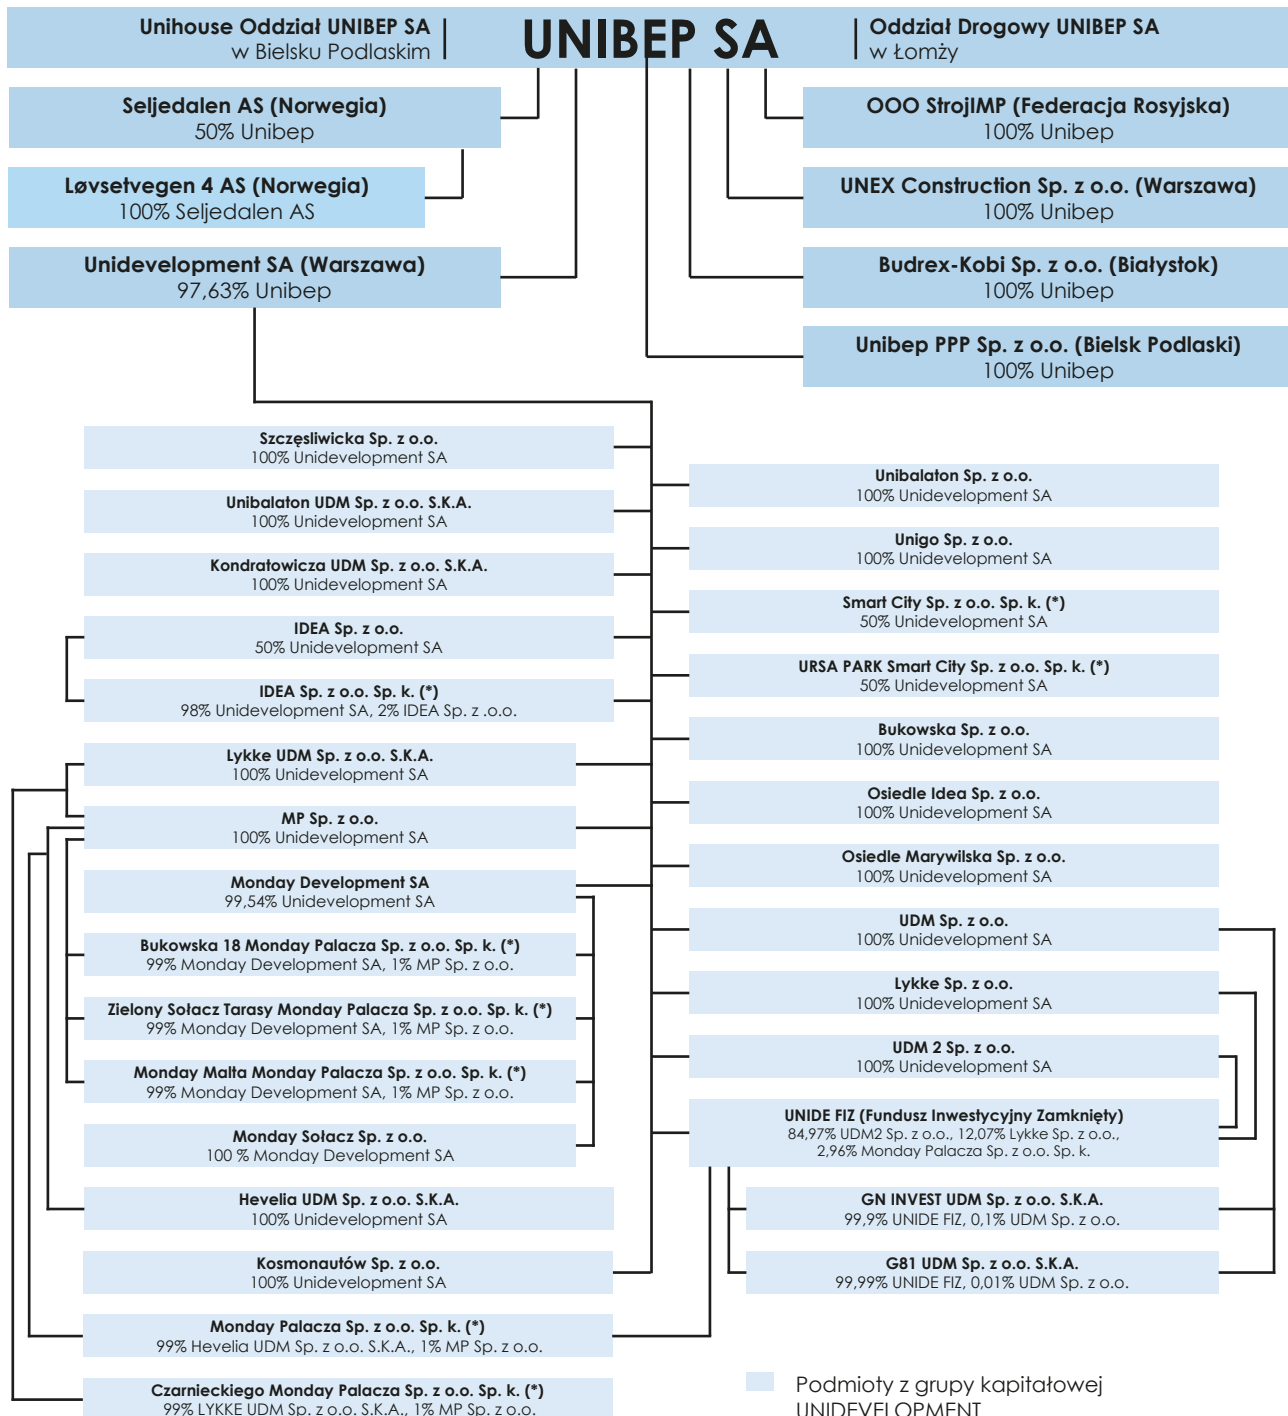 Unihouse Oddział UNIBEP SA
w Bielsku Podlaskim
UNIBEP SA
Oddział Drogowy UNIBEP SA
w Łomży
Seljedalen AS (Norwegia)
50% Unibep
Løvsetvegen 4 AS (Norwegia)
100% Seljedalen AS
Unidevelopment SA (Warszawa)
97,63% Unibep
OOO StrojIMP (Federacja Rosyjska)
100% Unibep
UNEX Construction Sp. z o.o. (Warszawa)
100% Unibep
Budrex-Kobi Sp. z o.o. (Białystok)
100% Unibep
Unibep PPP Sp. z o.o. (Bielsk Podlaski)
100% Unibep
Szczęsliwicka Sp. z o.o.
100% Unidevelopment SA
Unibalaton UDM Sp. z o.o. S.K.A.
100% Unidevelopment SA
Kondratowicza UDM Sp. z o.o. S.K.A.
100% Unidevelopment SA
IDEA Sp. z o.o.
50% Unidevelopment SA
IDEA Sp. z o.o. Sp. k. (*)
98% Unidevelopment SA, 2% IDEA Sp. z .o.o.
Lykke UDM Sp. z o.o. S.K.A.
100% Unidevelopment SA
MP Sp. z o.o.
100% Unidevelopment SA
Monday Development SA
99,54% Unidevelopment SA
Bukowska 18 Monday Palacza Sp. z o.o. Sp. k. (*)
99% Monday Development SA, 1% MP Sp. z o.o.
Zielony Sołacz Tarasy Monday Palacza Sp. z o.o. Sp. k. (*)
99% Monday Development SA, 1% MP Sp. z o.o.
Monday Malta Monday Palacza Sp. z o.o. Sp. k. (*)
99% Monday Development SA, 1% MP Sp. z o.o.
Monday Sołacz Sp. z o.o.
100 % Monday Development SA
Hevelia UDM Sp. z o.o. S.K.A.
100% Unidevelopment SA
Kosmonautów Sp. z o.o.
100% Unidevelopment SA
Monday Palacza Sp. z o.o. Sp. k. (*)
99% Hevelia UDM Sp. z o.o. S.K.A., 1% MP Sp. z o.o.
Czarnieckiego Monday Palacza Sp. z o.o. Sp. k. (*)
99% LYKKE UDM Sp. z o.o. S.K.A., 1% MP Sp. z o.o.
Unibalaton Sp. z o.o.
100% Unidevelopment SA
Unigo Sp. z o.o.
100% Unidevelopment SA
Smart City Sp. z o.o. Sp. k. (*)
50% Unidevelopment SA
URSA PARK Smart City Sp. z o.o. Sp. k. (*)
50% Unidevelopment SA
Bukowska Sp. z o.o.
100% Unidevelopment SA
Osiedle Idea Sp. z o.o.
100% Unidevelopment SA
Osiedle Marywilska Sp. z o.o.
100% Unidevelopment SA
UDM Sp. z o.o.
100% Unidevelopment SA
Lykke Sp. z o.o.
100% Unidevelopment SA
UDM 2 Sp. z o.o.
100% Unidevelopment SA
UNIDE FIZ (Fundusz Inwestycyjny Zamknięty)
84,97% UDM2 Sp. z o.o., 12,07% Lykke Sp. z o.o.,
2,96% Monday Palacza Sp. z o.o. Sp. k.
GN INVEST UDM Sp. z o.o. S.K.A.
99,9% UNIDE FIZ, 0,1% UDM Sp. z o.o.
G81 UDM Sp. z o.o. S.K.A.
99,99% UNIDE FIZ, 0,01% UDM Sp. z o.o.
Podmioty z grupy kapitałowej
UNIDEVELOPMENT